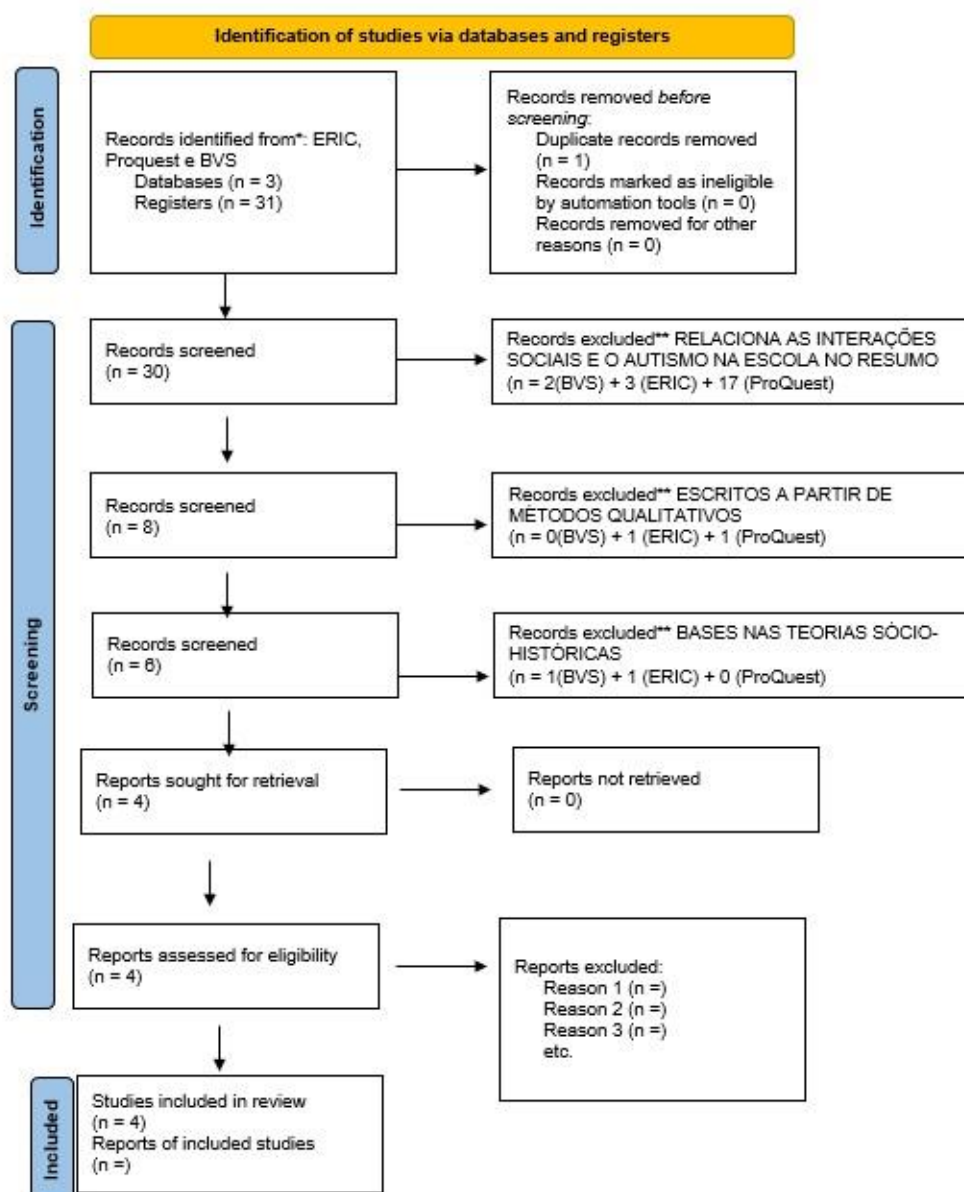 Identification of studies via databases and registers
Identification
Records identified from*: ERIC,
Proquest e BVS
Databases (n = 3)
Registers (n = 31)
Records removed before
screening:
Duplicate records removed
(n = 1)
Records marked as ineligible
by automation tools (n = 0)
Records removed for other
reasons (n = 0)
Screening
Records screened
(n = 30)
Records excluded** RELACIONA AS INTERAÇÕES
SOCIAIS E O AUTISMO NA ESCOLA NO RESUMO
(n = 2(BVS) + 3 (ERIC) + 17 (ProQuest)
Records screened
(n = 8)
Records excluded** ESCRITOS A PARTIR DE
MÉTODOS QUALITATIVOS
(n = 0(BVS) + 1 (ERIC) + 1 (ProQuest)
Records screened
(n = 6)
Records excluded** BASES NAS TEORIAS SÓCIO-
HISTÓRICAS
(n = 1(BVS) + 1 (ERIC) + 0 (ProQuest)
Reports sought for retrieval
(n = 4)
Reports not retrieved
(n = 0)
Reports assessed for eligibility
(n = 4)
Reports excluded:
Reason 1 (n =)
Reason 2 (n =)
Reason 3 (n =)
etc.
Included
Studies included in review
(n = 4)
Reports of included studies
(n =)